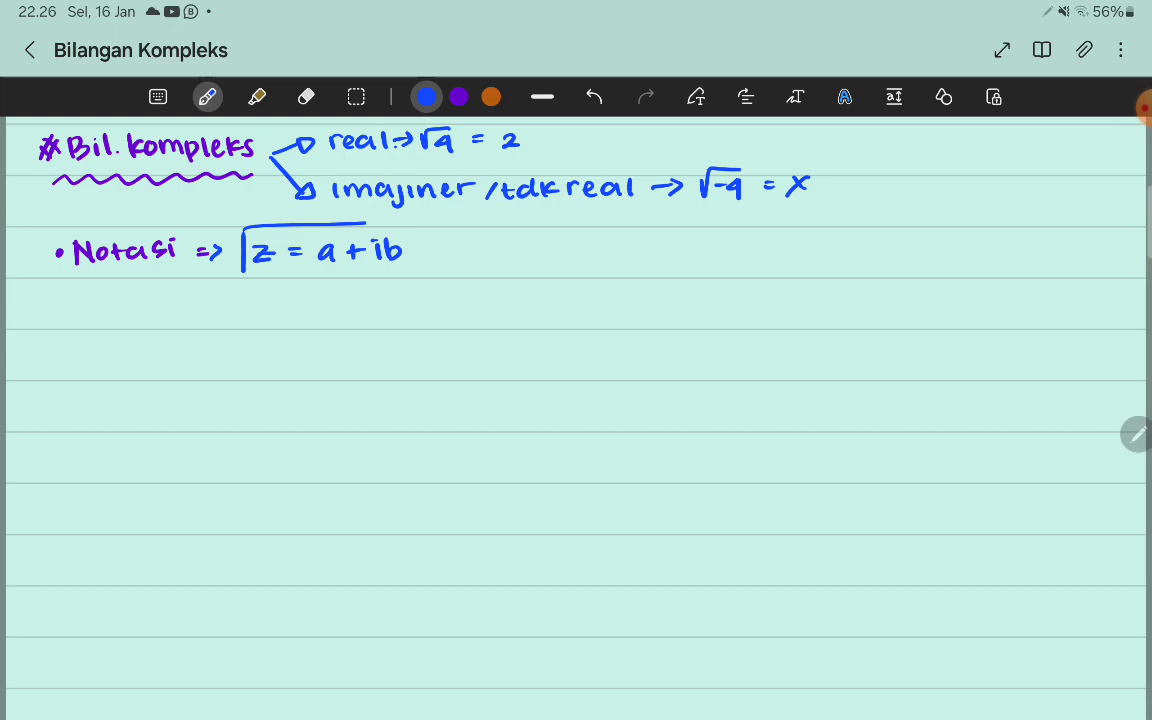 22.26 Sel, 16 Jan 56%
Bilangan Kompleks
# Bil. kompleks real → √4 = 2
imajiner / tdk real → √-4 = x
• Notasi => z = a + ib